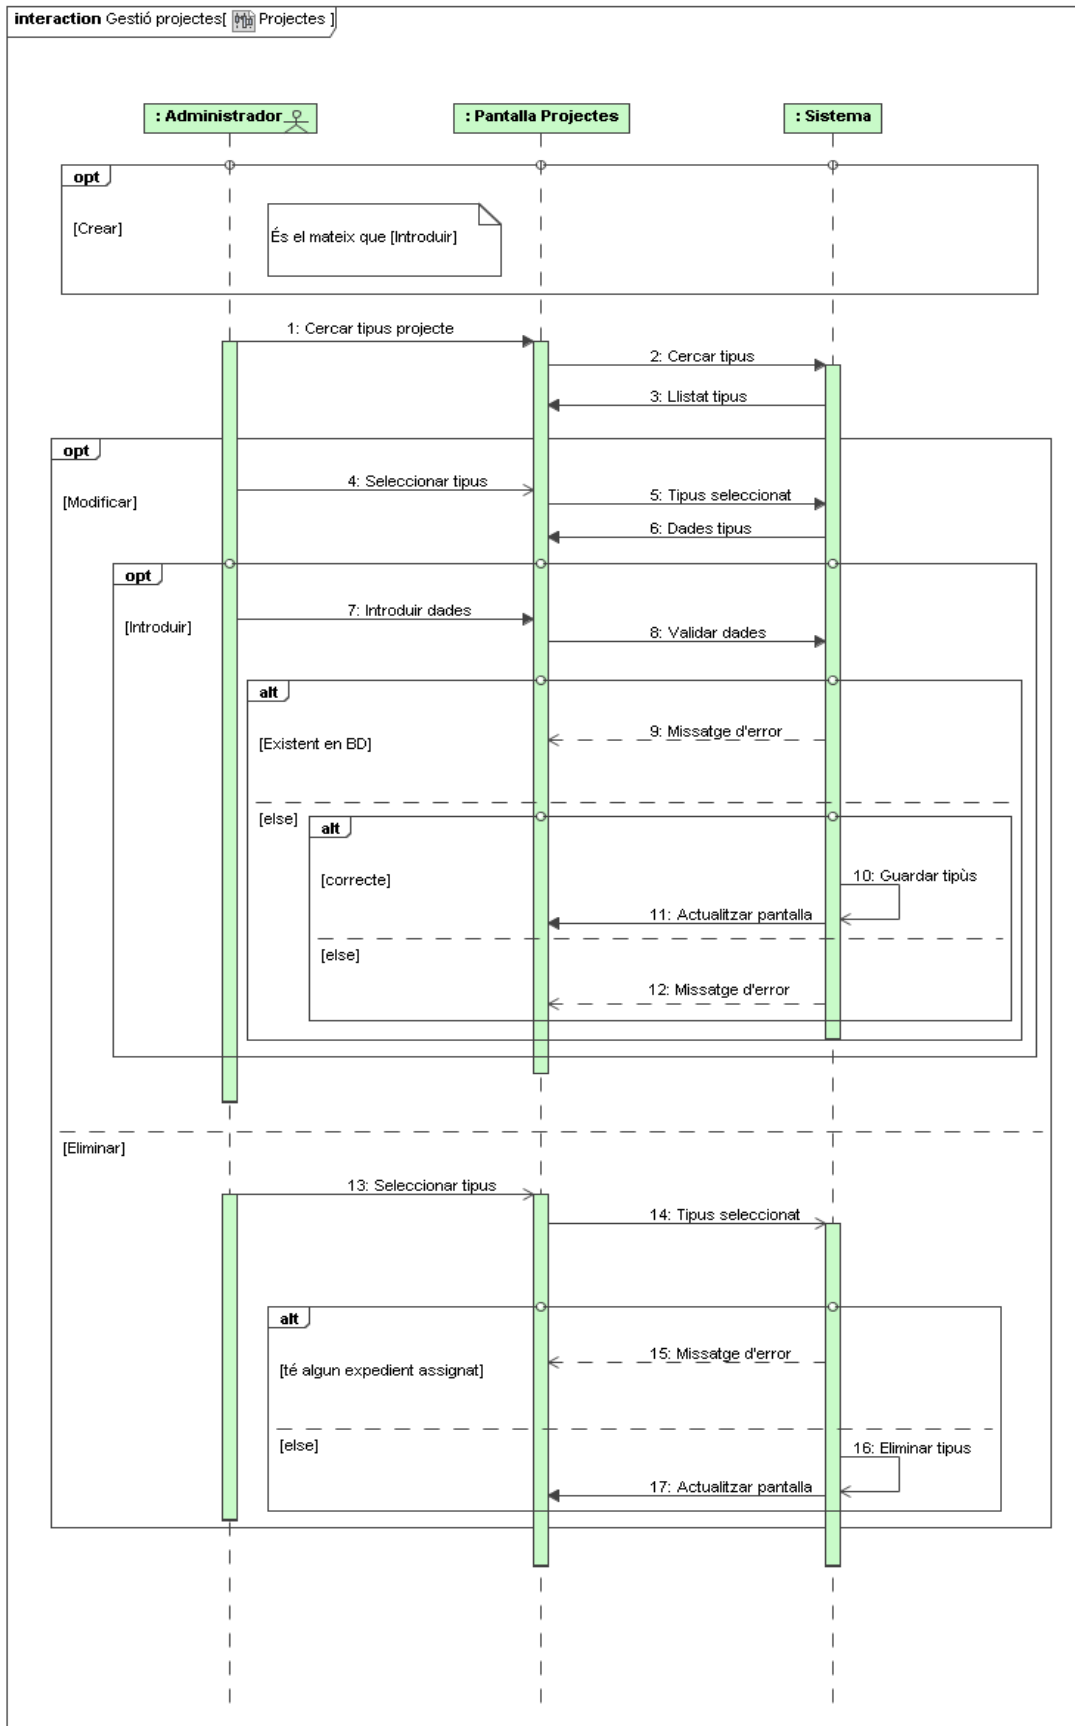 interaction Gestió projectes[ Projectes ]
: Administrador
: Pantalla Projectes
: Sistema
opt
[Crear]
És el mateix que [Introduir]
1: Cercar tipus projecte
2: Cercar tipus
3: Llistat tipus
opt
[Modificar]
4: Seleccionar tipus
5: Tipus seleccionat
6: Dades tipus
opt
[Introduir]
7: Introduir dades
8: Validar dades
alt
[Existent en BD]
9: Missatge d'error
[else]
alt
[correcte]
10: Guardar tipùs
11: Actualitzar pantalla
[else]
12: Missatge d'error
[Eliminar]
13: Seleccionar tipus
14: Tipus seleccionat
alt
[té algun expedient assignat]
15: Missatge d'error
[else]
16: Eliminar tipus
17: Actualitzar pantalla